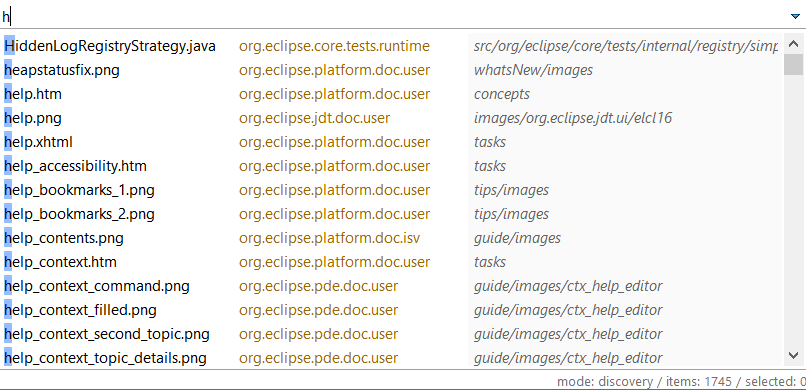 h
HiddenLogRegistryStrategy.java org.eclipse.core.tests.runtime src/org/eclipse/core/tests/internal/registry/simp
heapstatusfix.png org.eclipse.platform.doc.user whatsNew/images
help.htm org.eclipse.platform.doc.user concepts
help.png org.eclipse.jdt.doc.user images/org.eclipse.jdt.ui/elcl16
help.xhtml org.eclipse.platform.doc.user tasks
help_accessibility.htm org.eclipse.platform.doc.user tasks
help_bookmarks_1.png org.eclipse.platform.doc.user tips/images
help_bookmarks_2.png org.eclipse.platform.doc.user tips/images
help_contents.png org.eclipse.platform.doc.isv guide/images
help_context.htm org.eclipse.platform.doc.user tasks
help_context_command.png org.eclipse.pde.doc.user guide/images/ctx_help_editor
help_context_filled.png org.eclipse.pde.doc.user guide/images/ctx_help_editor
help_context_second_topic.png org.eclipse.pde.doc.user guide/images/ctx_help_editor
help_context_topic_details.png org.eclipse.pde.doc.user guide/images/ctx_help_editor
mode: discovery / items: 1745 / selected: 0